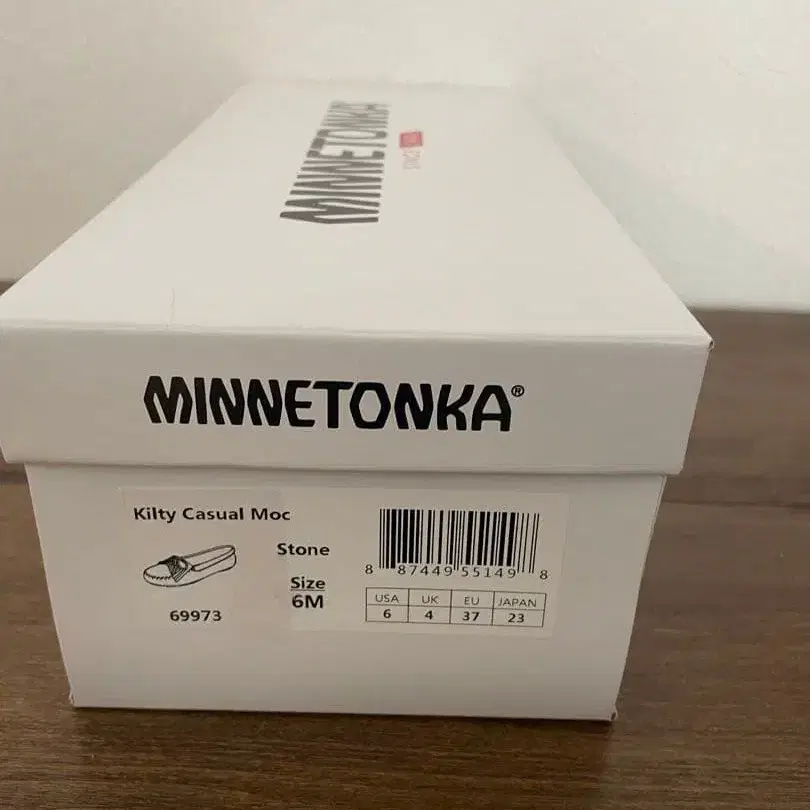 MINNETONKA
MINNETONKA®
Kilty Casual Moc
Stone
Size
6M
69973
8 87449 55149 8
USA UK EU JAPAN
6 4 37 23